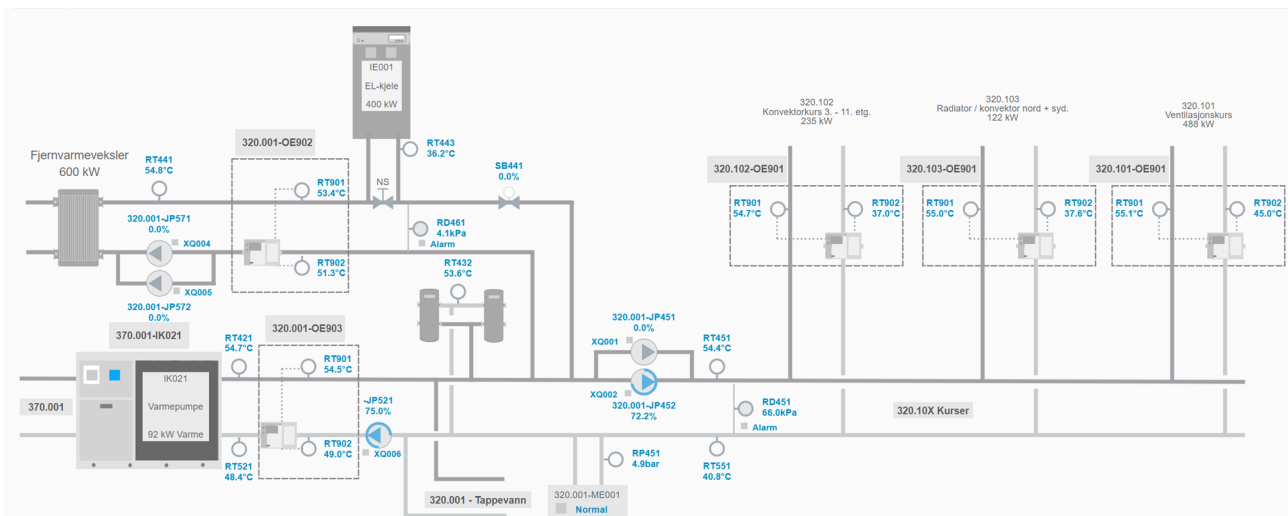 IE001
EL-kjele
400 kW
RT443
36.2°C
320.001-OE902
Fjernvarmeveksler
600 kW
RT441
54.8°C
RT901
53.4°C
NS
SB441
0.0%
320.001-JP571
0.0%
XQ004
RD461
4.1kPa
Alarm
RT902
51.3°C
XQ005
320.001-JP572
0.0%
RT432
53.6°C
320.102
Konvektorkurs 3. - 11. etg.
235 kW
320.103
Radiator / konvektor nord + syd.
122 kW
320.101
Ventilasjonskurs
488 kW
320.102-OE901
320.103-OE901
320.101-OE901
RT901
54.7°C
RT902
37.0°C
RT901
55.0°C
RT902
37.6°C
RT901
55.1°C
RT902
45.0°C
370.001-IK021
320.001-OE903
320.001-JP451
0.0%
XQ001
RT451
54.4°C
RT421
54.7°C
RT901
54.5°C
IK021
Varmepumpe
92 kW Varme
370.001
-JP521
75.0%
XQ002
320.001-JP452
72.2%
RD451
66.0kPa
Alarm
320.10X Kurser
RT521
48.4°C
RT902
49.0°C
XQ006
RP451
4.9bar
RT551
40.8°C
320.001 - Tappevann
320.001-ME001
Normal